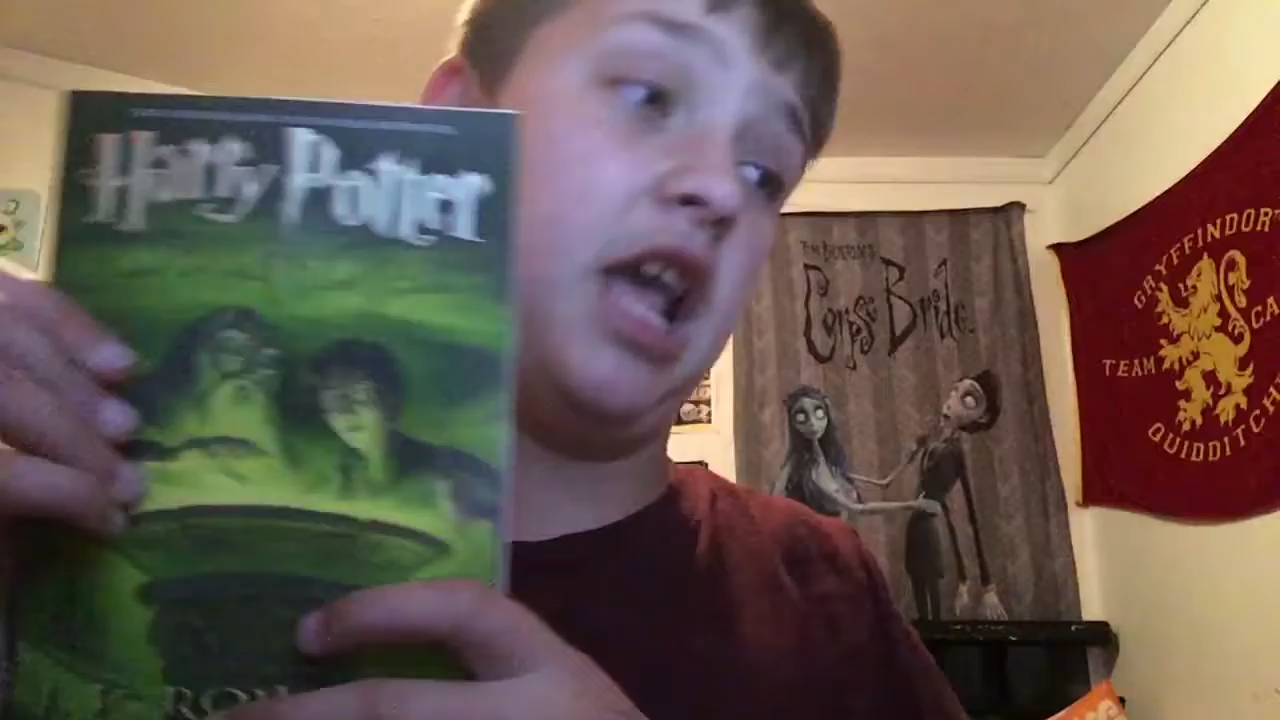 Harry Potter
TIM BURTON'S
Corpse Bride
GRYFFINDOR
TEAM
QUIDDITCH